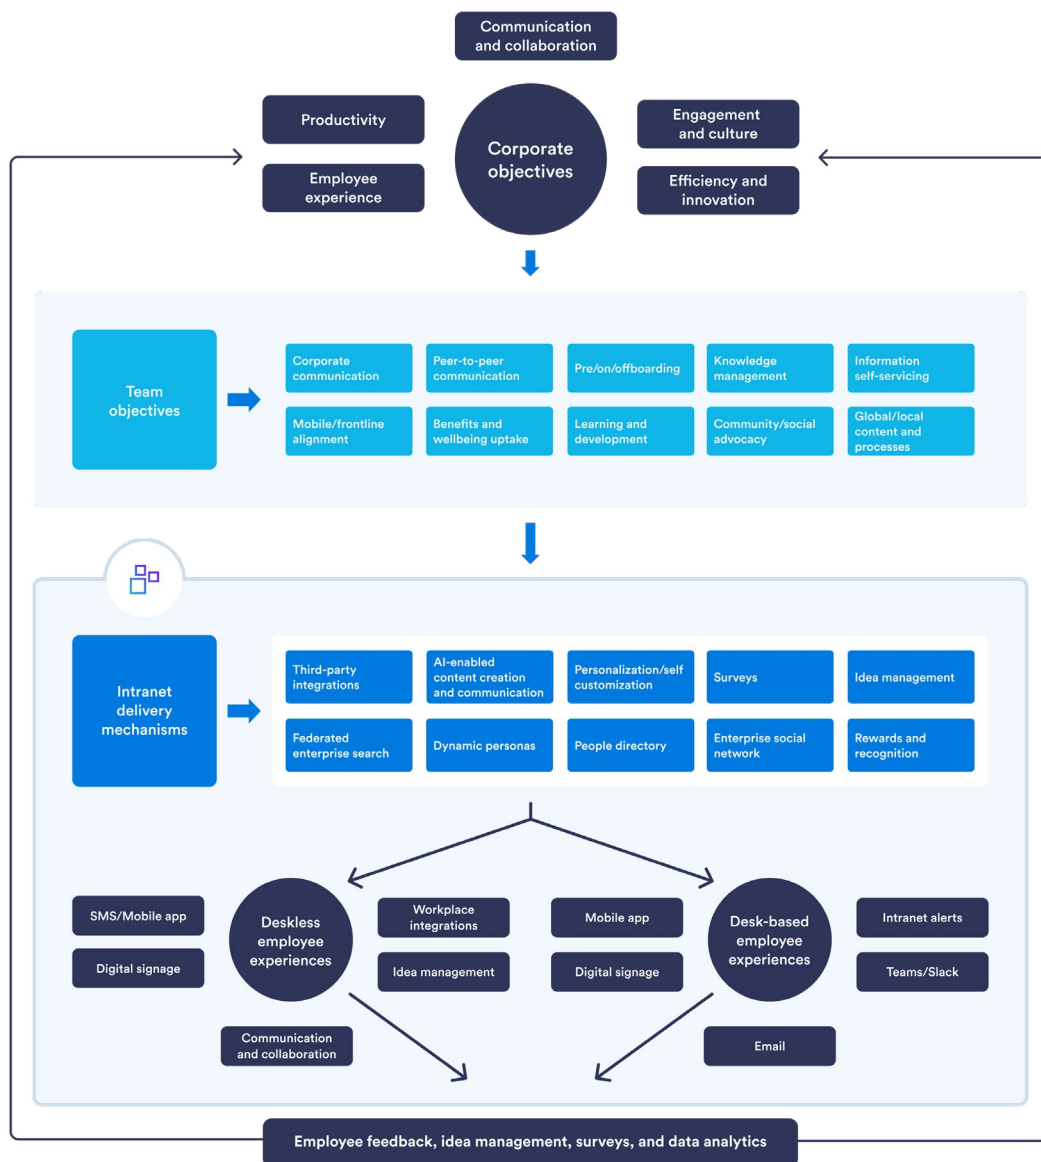 Communication
and collaboration
Productivity
Employee
experience
Corporate
objectives
Engagement
and culture
Efficiency and
innovation
Team
objectives
Corporate
communication
Peer-to-peer
communication
Pre/on/offboarding
Knowledge
management
Information
self-servicing
Mobile/frontline
alignment
Benefits and
wellbeing uptake
Learning and
development
Community/social
advocacy
Global/local
content and
processes
Intranet
delivery
mechanisms
Third-party
integrations
AI-enabled
content creation
and communication
Personalization/self
customization
Surveys
Idea management
Federated
enterprise search
Dynamic personas
People directory
Enterprise social
network
Rewards and
recognition
SMS/Mobile app
Digital signage
Deskless
employee
experiences
Workplace
integrations
Idea management
Communication
and collaboration
Mobile app
Digital signage
Desk-based
employee
experiences
Intranet alerts
Teams/Slack
Email
Employee feedback, idea management, surveys, and data analytics